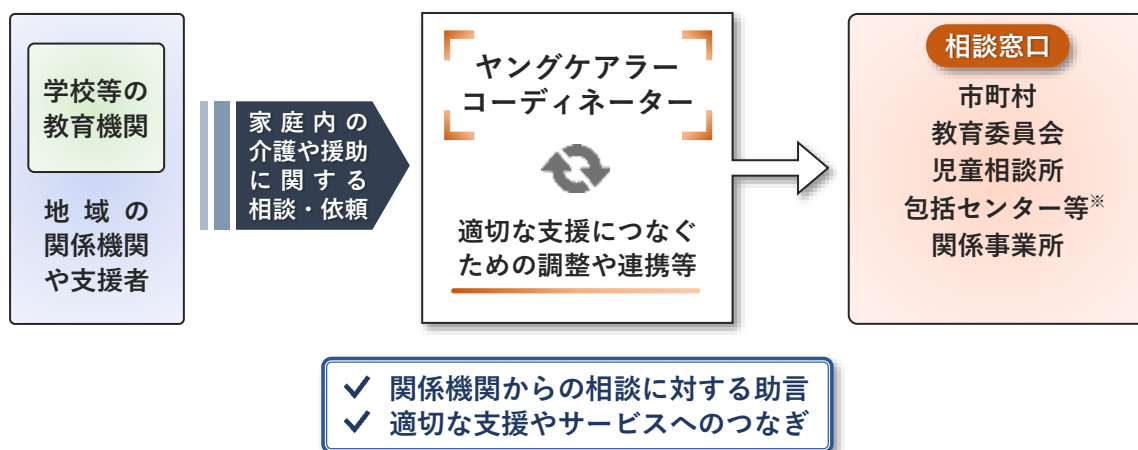 学校等の
教育機関
地域の
関係機関
や支援者
家庭内の
介護や援助
に関する
相談・依頼
ヤングケアラー
コーディネーター
適切な支援につなぐ
ための調整や連携等
相談窓口
市町村
教育委員会
児童相談所
包括センター等※
関係事業所
✓ 関係機関からの相談に対する助言
✓ 適切な支援やサービスへのつなぎ